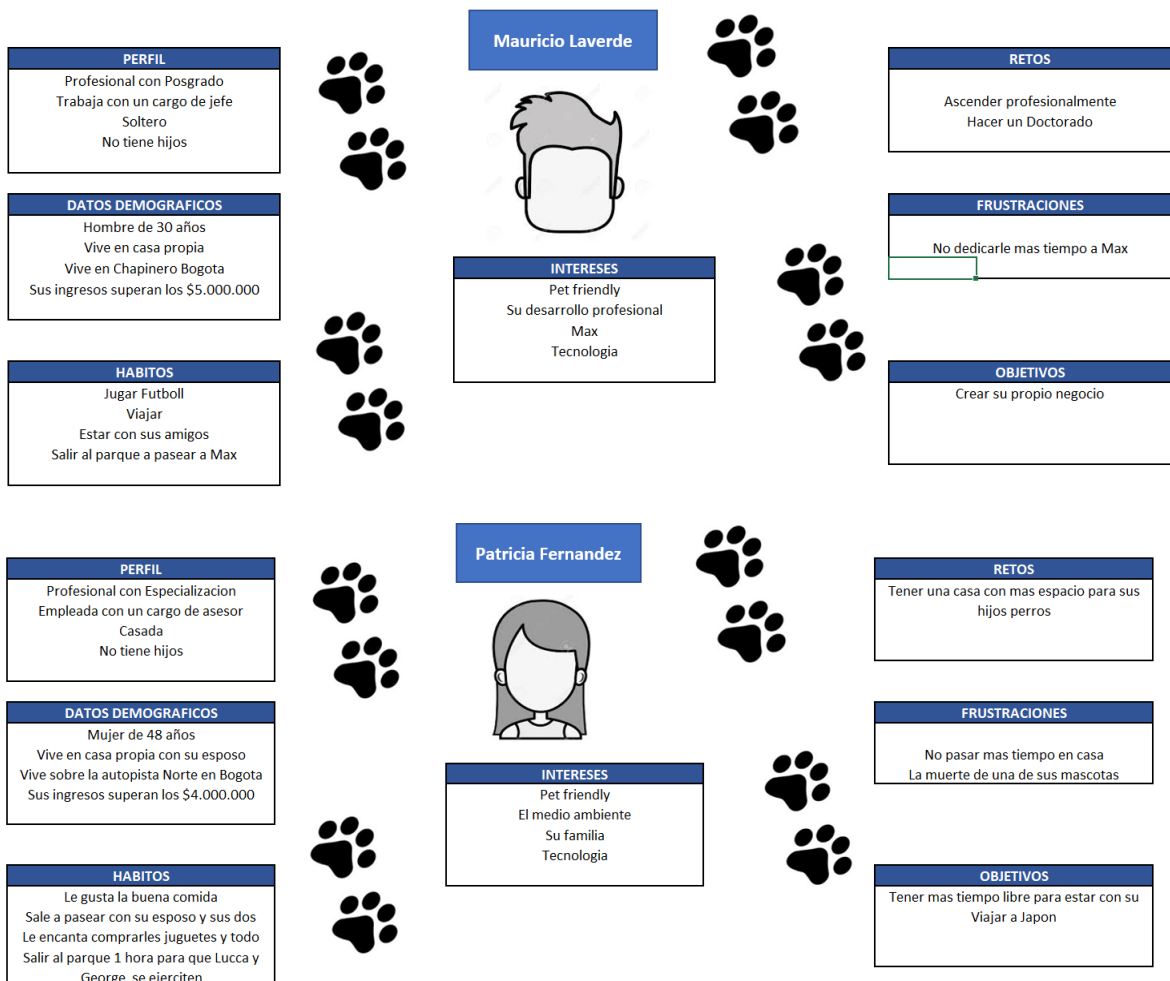 Mauricio Laverde
PERFIL
Profesional con Posgrado
Trabaja con un cargo de jefe
Soltero
No tiene hijos
DATOS DEMOGRAFICOS
Hombre de 30 años
Vive en casa propia
Vive en Chapinero Bogota
Sus ingresos superan los $5.000.000
HABITOS
Jugar Futboll
Viajar
Estar con sus amigos
Salir al parque a pasear a Max
INTERESES
Pet friendly
Su desarrollo profesional
Max
Tecnologia
RETOS
Ascender profesionalmente
Hacer un Doctorado
FRUSTRACIONES
No dedicarle mas tiempo a Max
OBJETIVOS
Crear su propio negocio
Patricia Fernandez
PERFIL
Profesional con Especializacion
Empleada con un cargo de asesor
Casada
No tiene hijos
DATOS DEMOGRAFICOS
Mujer de 48 años
Vive en casa propia con su esposo
Vive sobre la autopista Norte en Bogota
Sus ingresos superan los $4.000.000
HABITOS
Le gusta la buena comida
Sale a pasear con su esposo y sus dos
Le encanta comprarles juguetes y todo
Salir al parque 1 hora para que Lucca y
George se ejerciten
INTERESES
Pet friendly
El medio ambiente
Su familia
Tecnologia
RETOS
Tener una casa con mas espacio para sus
hijos perros
FRUSTRACIONES
No pasar mas tiempo en casa
La muerte de una de sus mascotas
OBJETIVOS
Tener mas tiempo libre para estar con su
Viajar a Japon